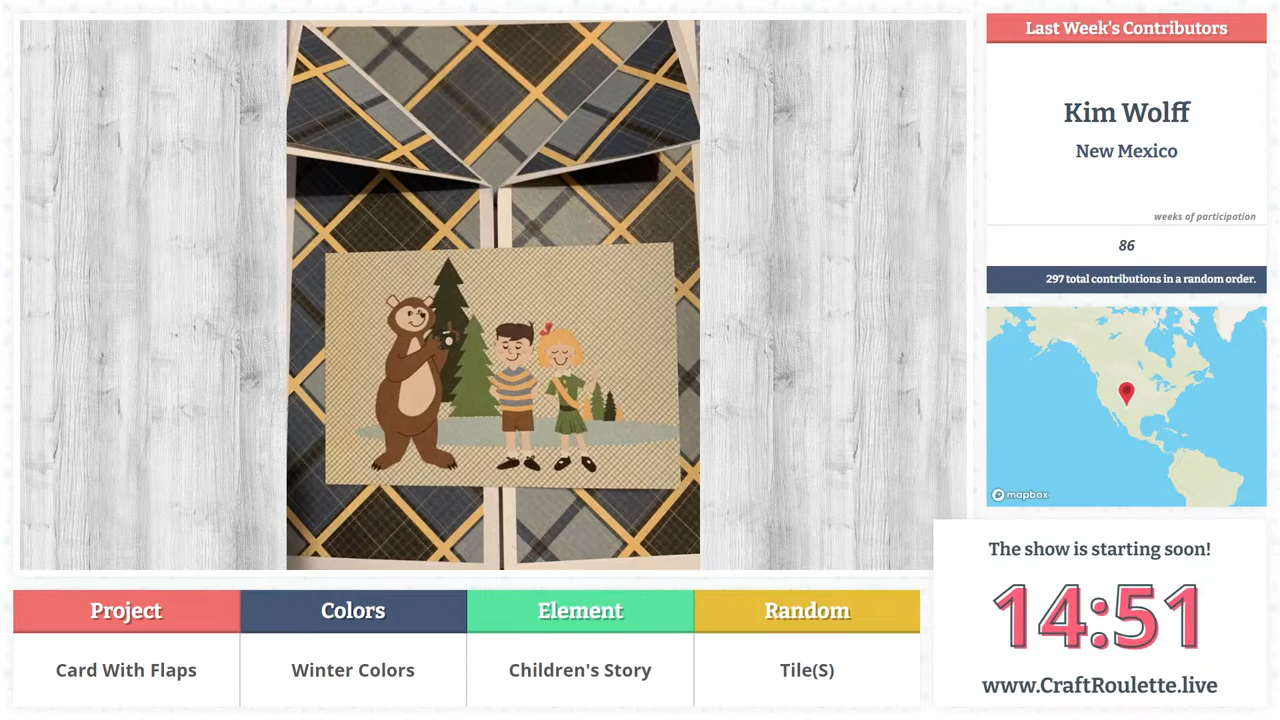 Last Week's Contributors
Kim Wolff
New Mexico
weeks of participation
86
297 total contributions in a random order.
mapbox
The show is starting soon!
14:51
www.CraftRoulette.live
Project
Colors
Element
Random
Card With Flaps
Winter Colors
Children's Story
Tile(S)